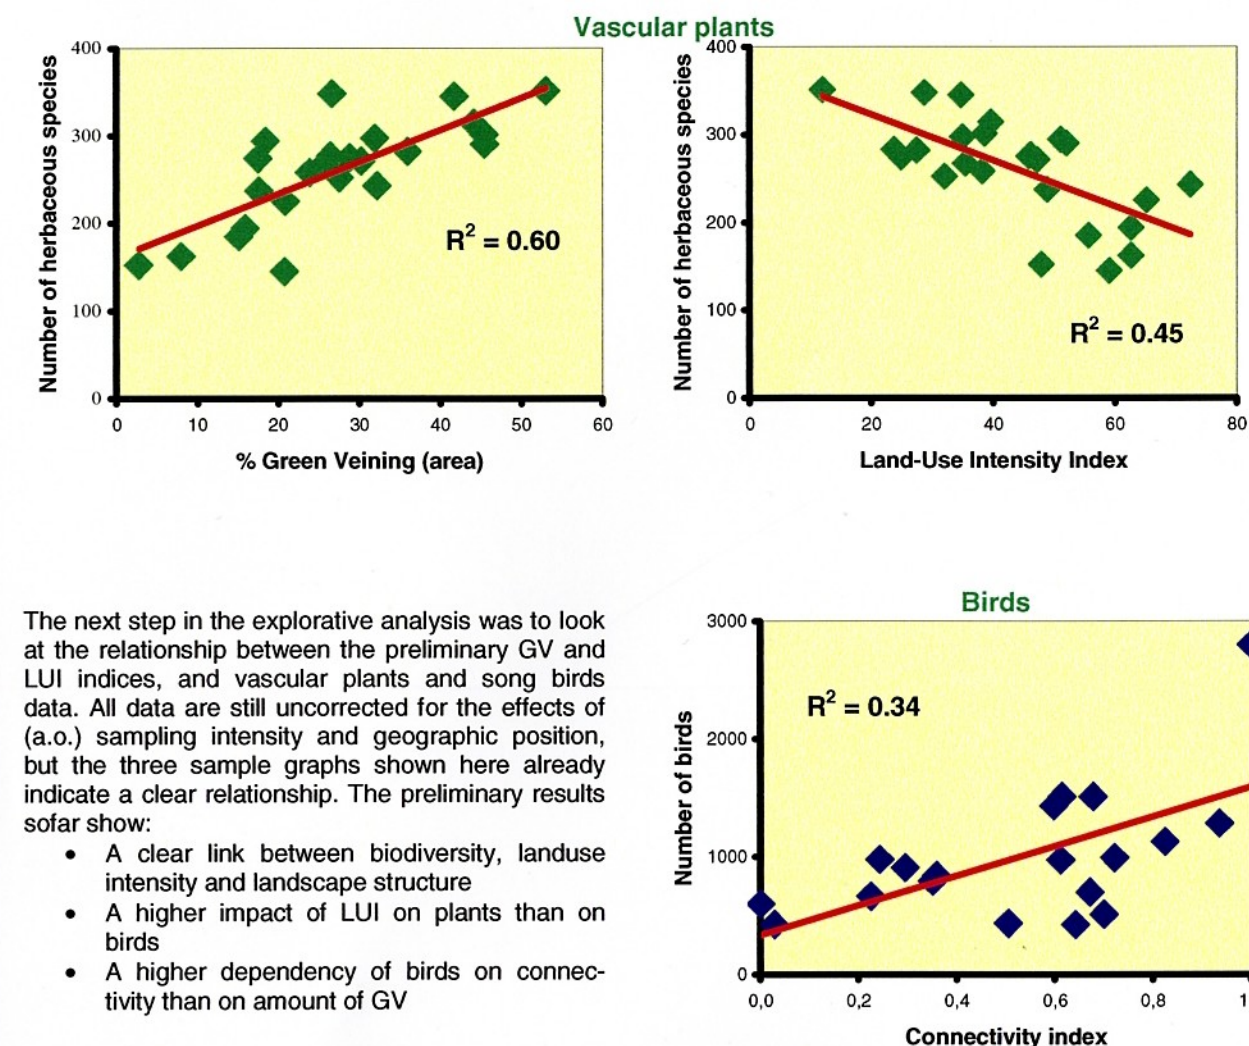 Vascular plants
Number of herbaceous species
400
300
200
100
0
R² = 0.60
0 10 20 30 40 50 60
% Green Veining (area)
Number of herbaceous species
400
300
200
100
0
R² = 0.45
0 20 40 60 80
Land-Use Intensity Index
The next step in the explorative analysis was to look
at the relationship between the preliminary GV and
LUI indices, and vascular plants and song birds
data. All data are still uncorrected for the effects of
(a.o.) sampling intensity and geographic position,
but the three sample graphs shown here already
indicate a clear relationship. The preliminary results
sofar show:
• A clear link between biodiversity, landuse
intensity and landscape structure
• A higher impact of LUI on plants than on
birds
• A higher dependency of birds on connec-
tivity than on amount of GV
Birds
Number of birds
3000
2000
1000
0
R² = 0.34
0,0 0,2 0,4 0,6 0,8 1
Connectivity index